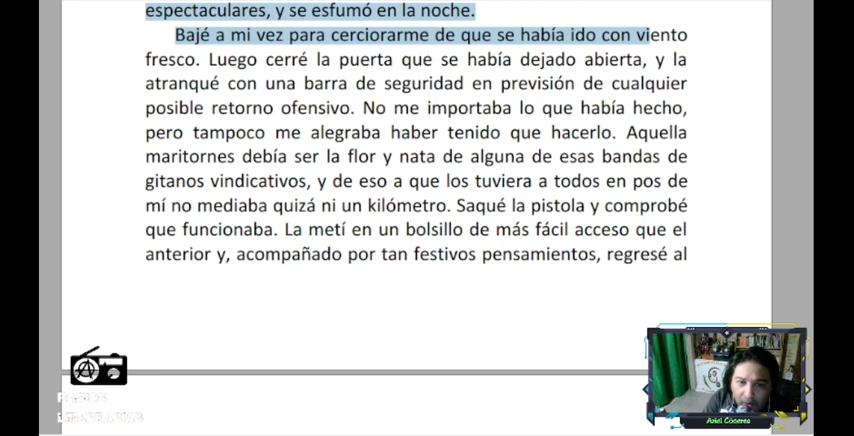 espectaculares, y se esfumó en la noche.
Bajé a mi vez para cerciorarme de que se había ido con viento
fresco. Luego cerré la puerta que se había dejado abierta, y la
atranqué con una barra de seguridad en previsión de cualquier
posible retorno ofensivo. No me importaba lo que había hecho,
pero tampoco me alegraba haber tenido que hacerlo. Aquella
maritornes debía ser la flor y nata de alguna de esas bandas de
gitanos vindicativos, y de eso a que los tuviera a todos en pos de
mí no mediaba quizá ni un kilómetro. Saqué la pistola y comprobé
que funcionaba. La metí en un bolsillo de más fácil acceso que el
anterior y, acompañado por tan festivos pensamientos, regresé al